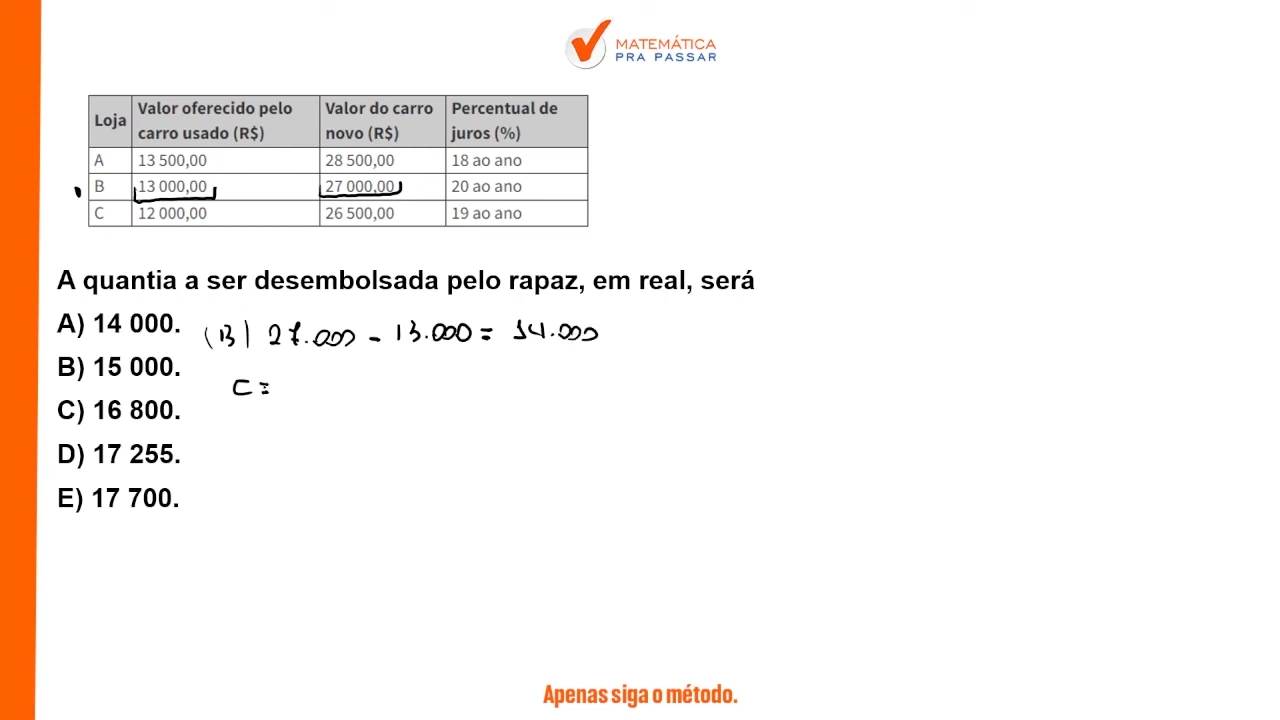 MATEMÁTICA
PRA PASSAR
Loja Valor oferecido pelo carro usado (R$) Valor do carro novo (R$) Percentual de juros (%)
A 13 500,00 28 500,00 18 ao ano
B 13 000,00 27 000,00 20 ao ano
C 12 000,00 26 500,00 19 ao ano
A quantia a ser desembolsada pelo rapaz, em real, será
A) 14 000.
(B) 27.000 - 13.000 = 14.000
B) 15 000.
C =
C) 16 800.
D) 17 255.
E) 17 700.
Apenas siga o método.